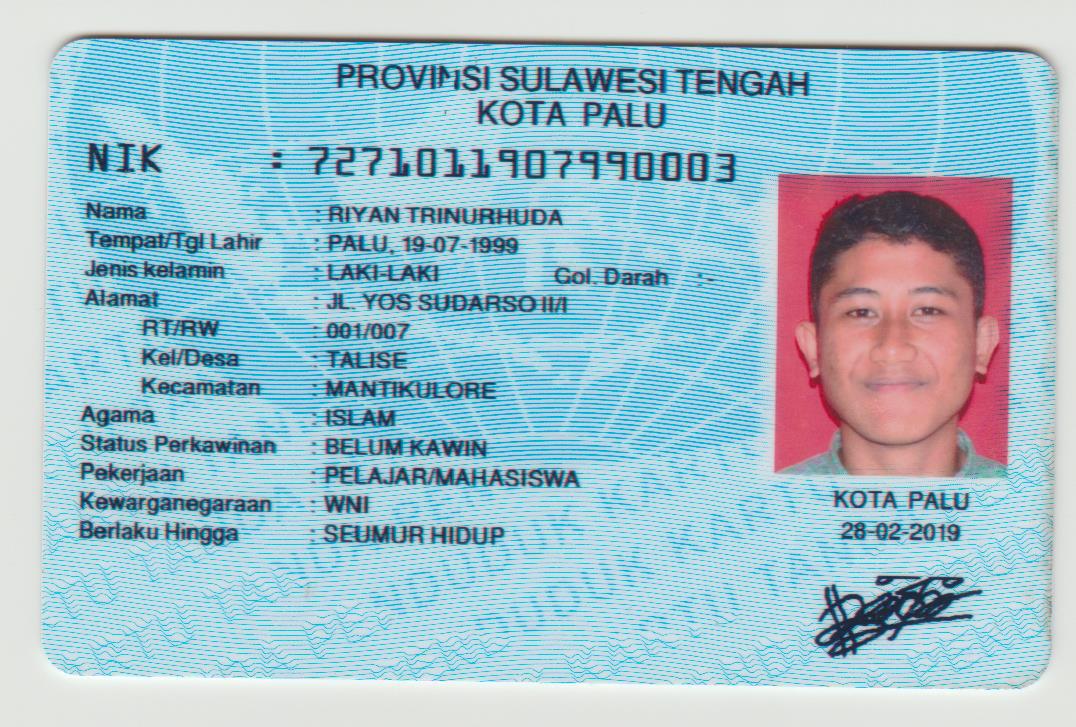 PROVINSI SULAWESI TENGAH
KOTA PALU
NIK : 7271011907990003
Nama : RIYAN TRINURHUDA
Tempat/Tgl Lahir : PALU, 19-07-1999
Jenis kelamin : LAKI-LAKI Gol. Darah : -
Alamat : JL. YOS SUDARSO II/I
RT/RW : 001/007
Kel/Desa : TALISE
Kecamatan : MANTIKULORE
Agama : ISLAM
Status Perkawinan : BELUM KAWIN
Pekerjaan : PELAJAR/MAHASISWA
Kewarganegaraan : WNI
Berlaku Hingga : SEUMUR HIDUP
KOTA PALU
28-02-2019